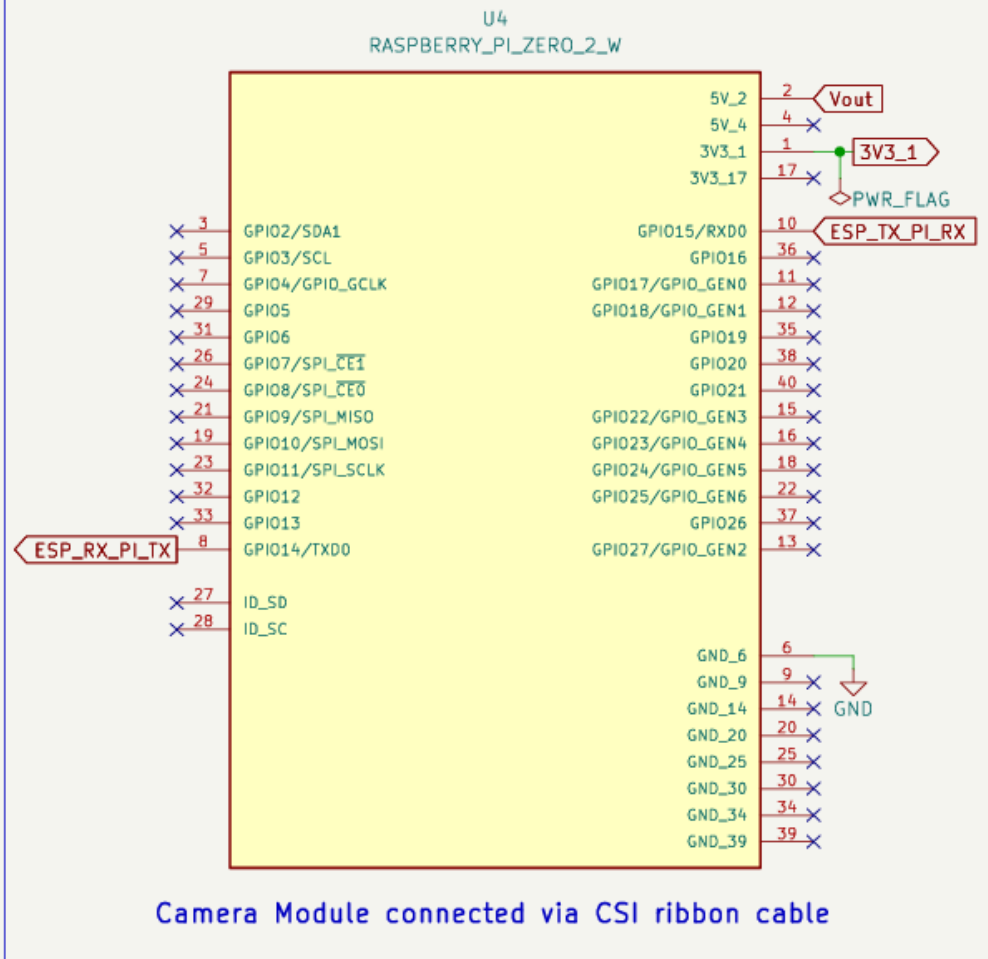 U4
RASPBERRY_PI_ZERO_2_W
5V_2 2 Vout
5V_4 4
3V3_1 1 3V3_1
3V3_17 17
PWR_FLAG
3 GPIO2/SDA1 GPIO15/RXD0 10 ESP_TX_PI_RX
5 GPIO3/SCL GPIO16 36
7 GPIO4/GPIO_GCLK GPIO17/GPIO_GEN0 11
29 GPIO5 GPIO18/GPIO_GEN1 12
31 GPIO6 GPIO19 35
26 GPIO7/SPI_CE1 GPIO20 38
24 GPIO8/SPI_CE0 GPIO21 40
21 GPIO9/SPI_MISO GPIO22/GPIO_GEN3 15
19 GPIO10/SPI_MOSI GPIO23/GPIO_GEN4 16
23 GPIO11/SPI_SCLK GPIO24/GPIO_GEN5 18
32 GPIO12 GPIO25/GPIO_GEN6 22
33 GPIO13 GPIO26 37
ESP_RX_PI_TX 8 GPIO14/TXD0 GPIO27/GPIO_GEN2 13
27 ID_SD
28 ID_SC
GND_6 6
GND_9 9
GND_14 14 GND
GND_20 20
GND_25 25
GND_30 30
GND_34 34
GND_39 39
Camera Module connected via CSI ribbon cable